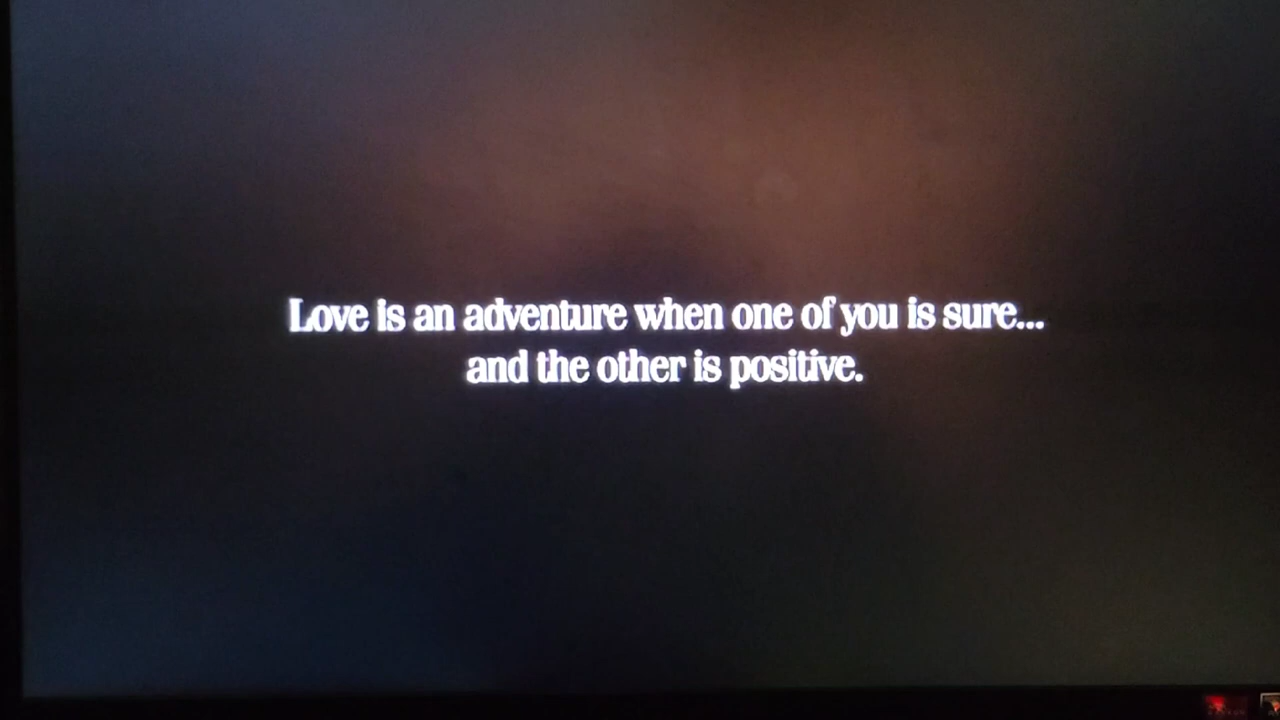 Love is an adventure when one of you is sure...
and the other is positive.